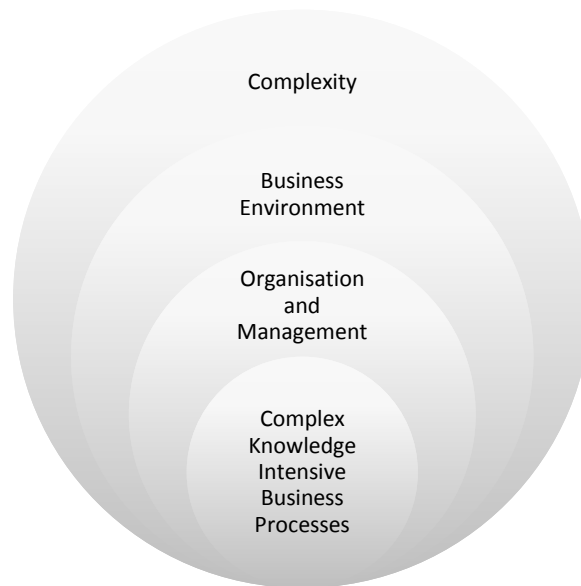 Complexity
Business
Environment
Organisation
and
Management
Complex
Knowledge
Intensive
Business
Processes